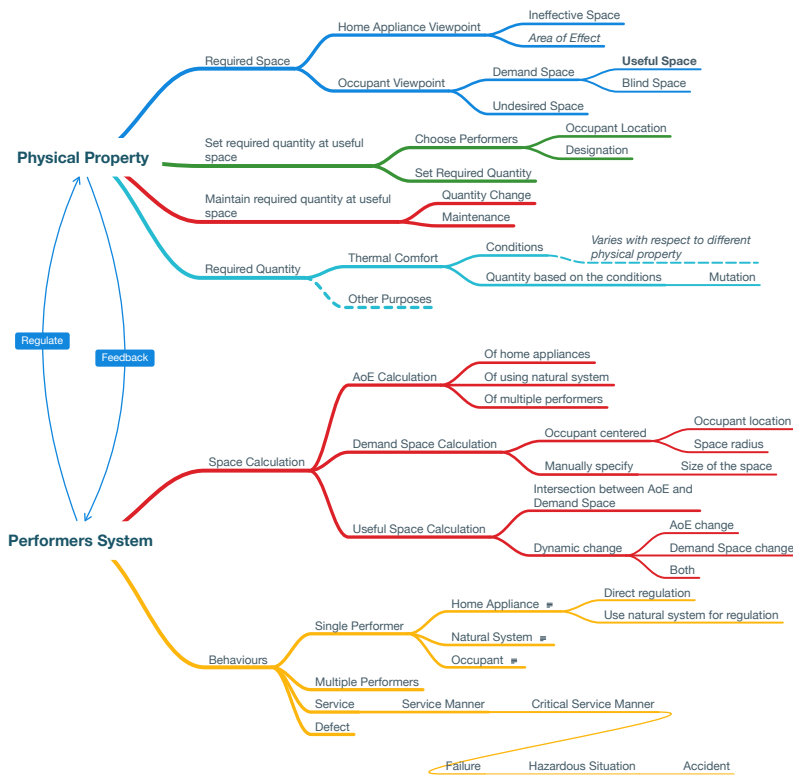 Physical Property
Required Space
Home Appliance Viewpoint
Ineffective Space
Area of Effect
Occupant Viewpoint
Demand Space
Useful Space
Blind Space
Undesired Space
Set required quantity at useful
space
Choose Performers
Occupant Location
Designation
Set Required Quantity
Maintain required quantity at useful
space
Quantity Change
Maintenance
Required Quantity
Thermal Comfort
Conditions
Varies with respect to different
physical property
Quantity based on the conditions
Mutation
Other Purposes
Regulate
Feedback
Performers System
Space Calculation
AoE Calculation
Of home appliances
Of using natural system
Of multiple performers
Demand Space Calculation
Occupant centered
Occupant location
Space radius
Manually specify
Size of the space
Useful Space Calculation
Intersection between AoE and
Demand Space
Dynamic change
AoE change
Demand Space change
Both
Behaviours
Single Performer
Home Appliance
Direct regulation
Use natural system for regulation
Natural System
Occupant
Multiple Performers
Service
Service Manner
Critical Service Manner
Defect
Failure
Hazardous Situation
Accident